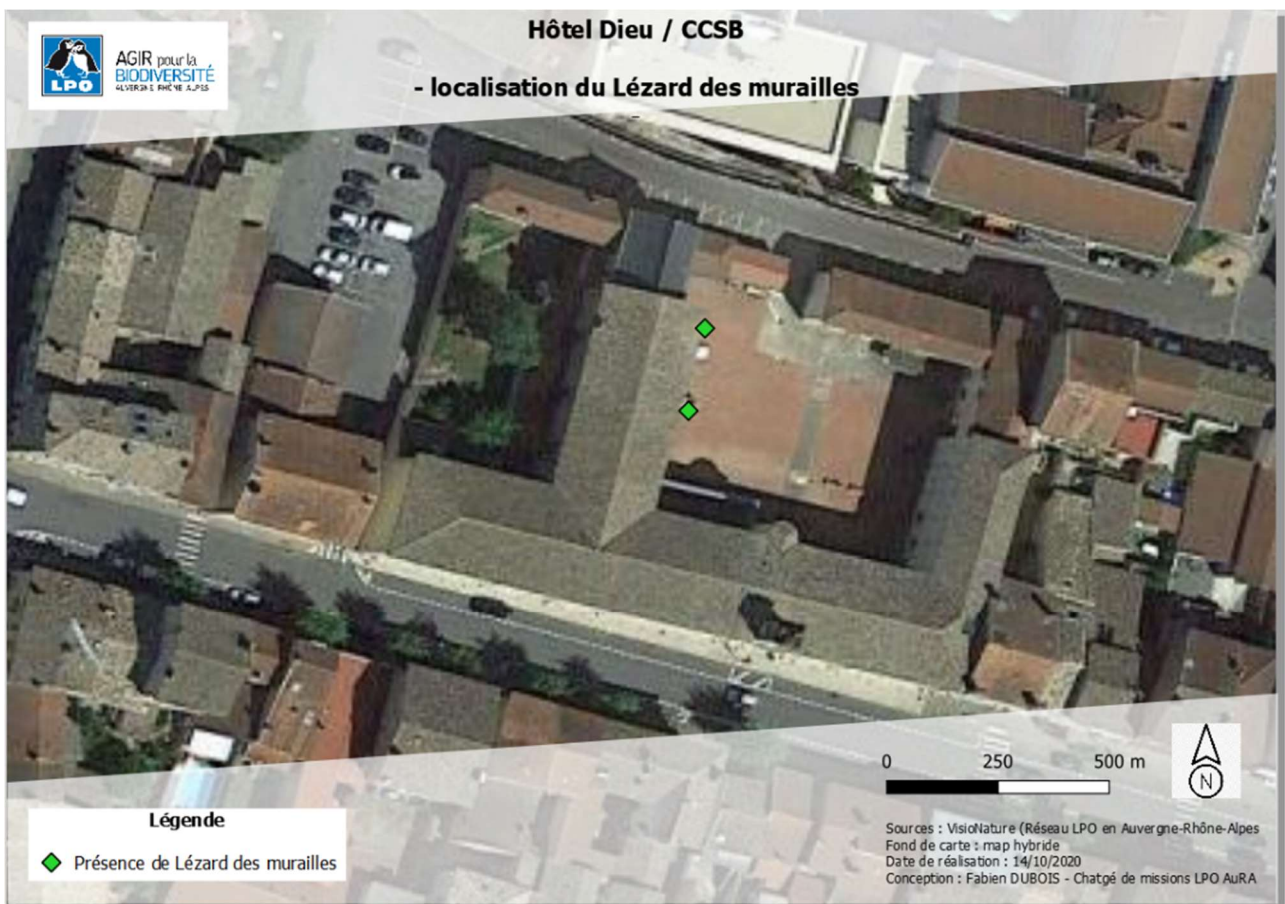 Hôtel Dieu / CCSB
- localisation du Lézard des murailles
-
LPO
AGIR pour la
BIODIVERSITÉ
AUVERGNE RHÔNE ALPES
0 250 500 m
N
Légende
Présence de Lézard des murailles
Sources : VisioNature (Réseau LPO en Auvergne-Rhône-Alpes
Fond de carte : map hybride
Date de réalisation : 14/10/2020
Conception : Fabien DUBOIS - Chatgé de missions LPO AuRA